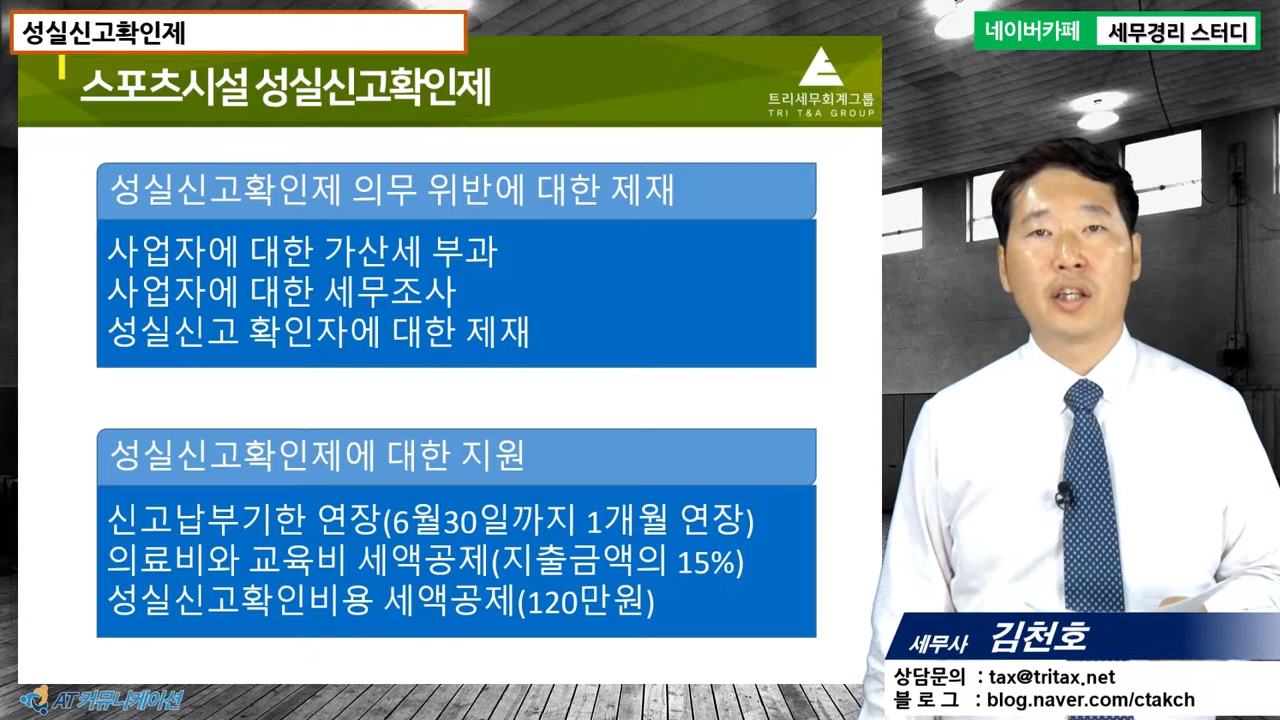 성실신고확인제
네이버카페 세무경리 스터디
스포츠시설 성실신고확인제
트리세무회계그룹
TRI T&A GROUP
성실신고확인제 의무 위반에 대한 제재
사업자에 대한 가산세 부과
사업자에 대한 세무조사
성실신고 확인자에 대한 제재
성실신고확인제에 대한 지원
신고납부기한 연장(6월30일까지 1개월 연장)
의료비와 교육비 세액공제(지출금액의 15%)
성실신고확인비용 세액공제(120만원)
세무사 김천호
상담문의 : tax@tritax.net
블로그 : blog.naver.com/ctakch
AT커뮤니케이션